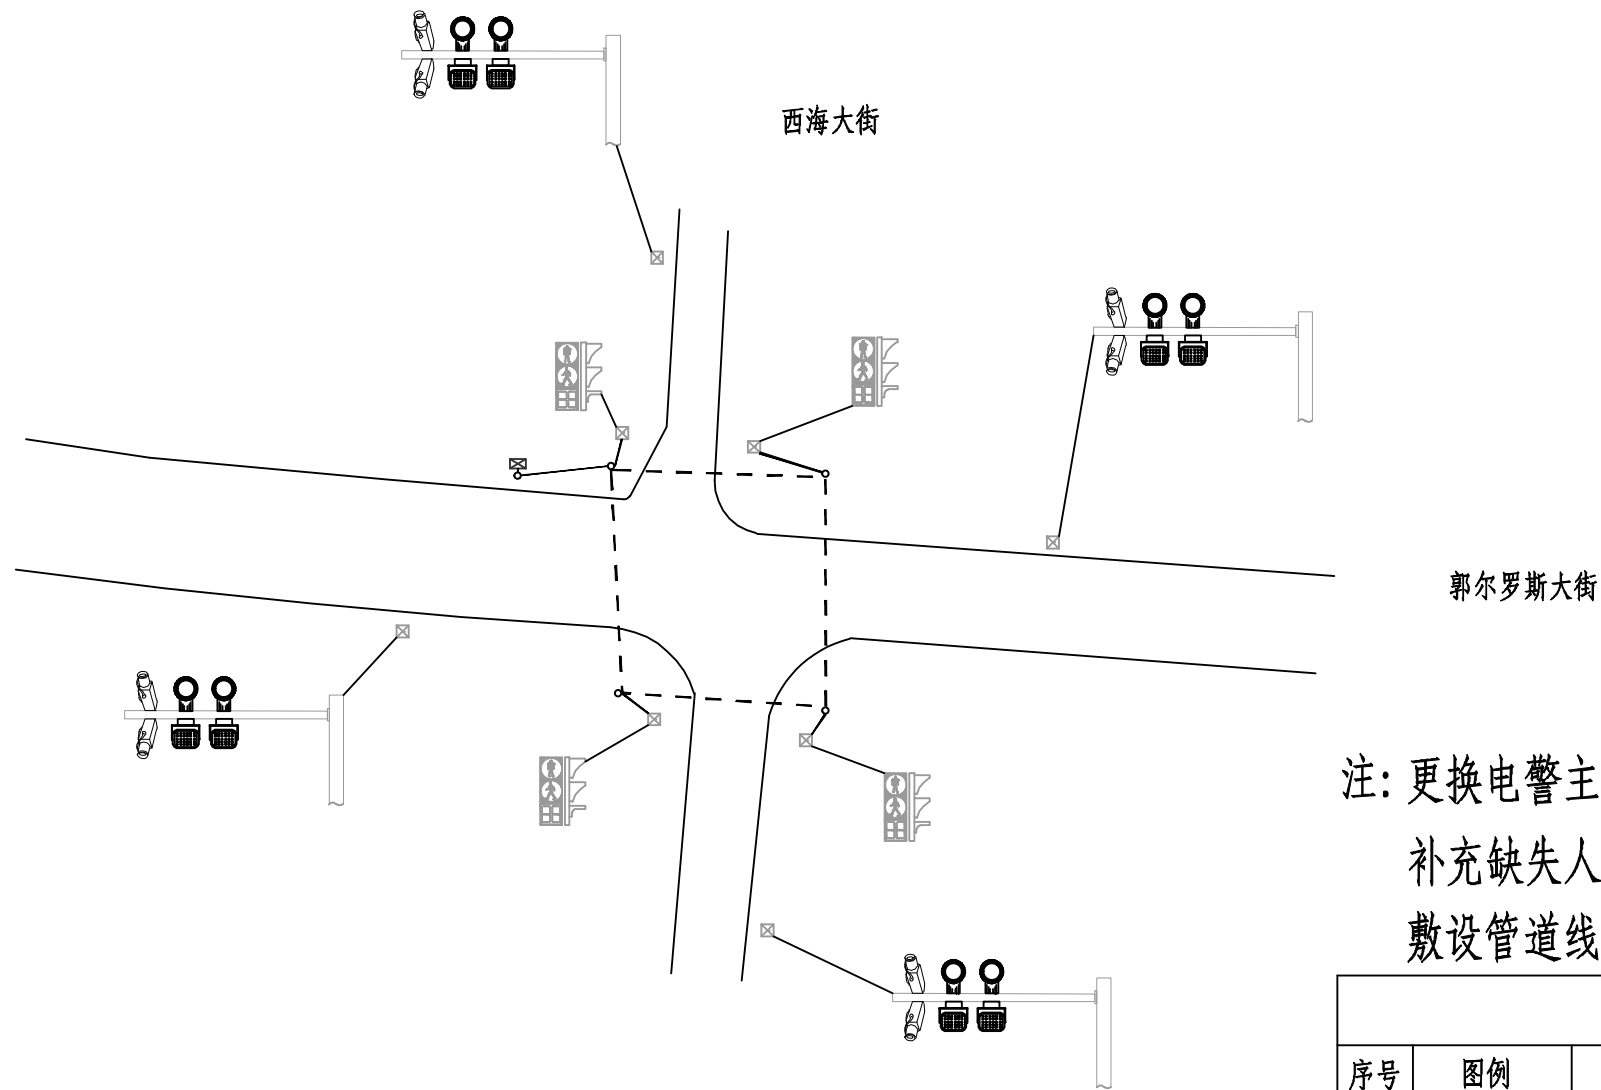 西海大街
郭尔罗斯大街
注：更换电警主
补充缺失人
敷设管道线
序号 图例